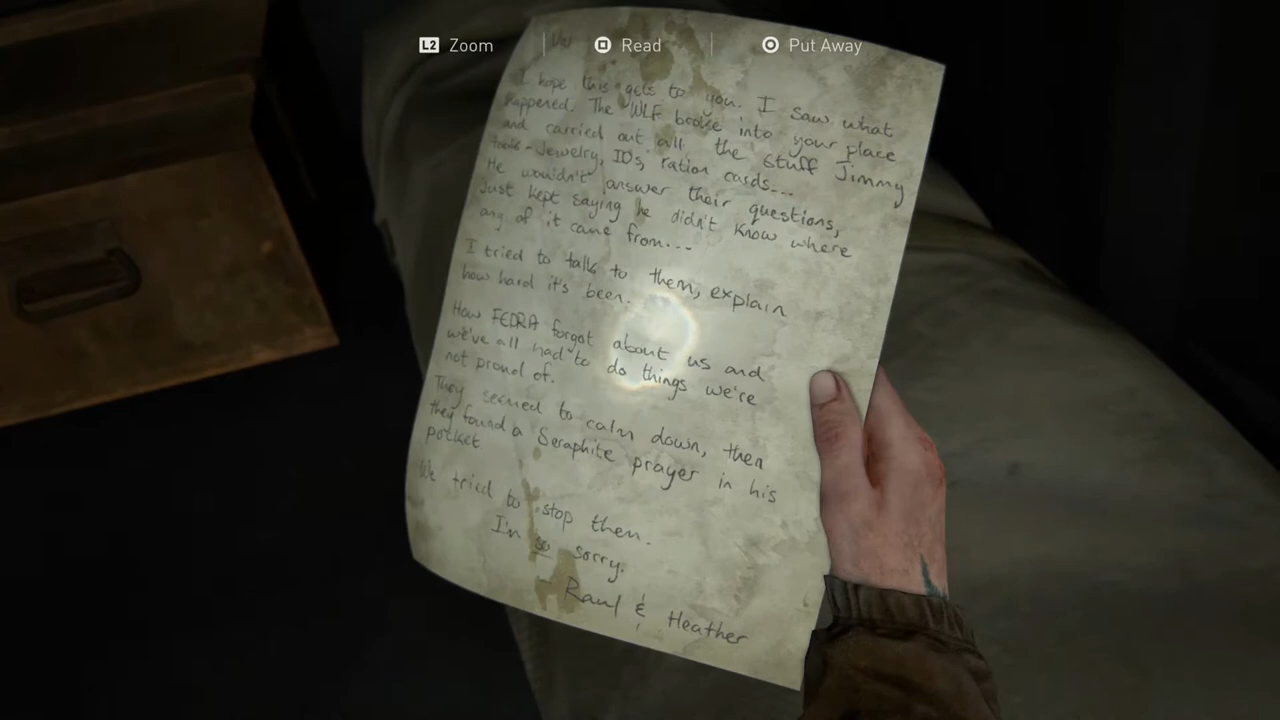 L2 Zoom
Read
Put Away
I hope this gets to you. I saw what
happened. The WLF broke into your place
and carried out all the stuff Jimmy
took - Jewelry, IDs, ration cards...
He wouldn't answer their questions,
Just kept saying he didn't know where
any of it came from...
I tried to talk to them, explain
how hard it's been.
How FEDRA forgot about us and
we've all had to do things we're
not proud of.
They seemed to calm down, then
they found a Seraphite prayer in his
pocket
We tried to stop them.
I'm so sorry.
Raul & Heather